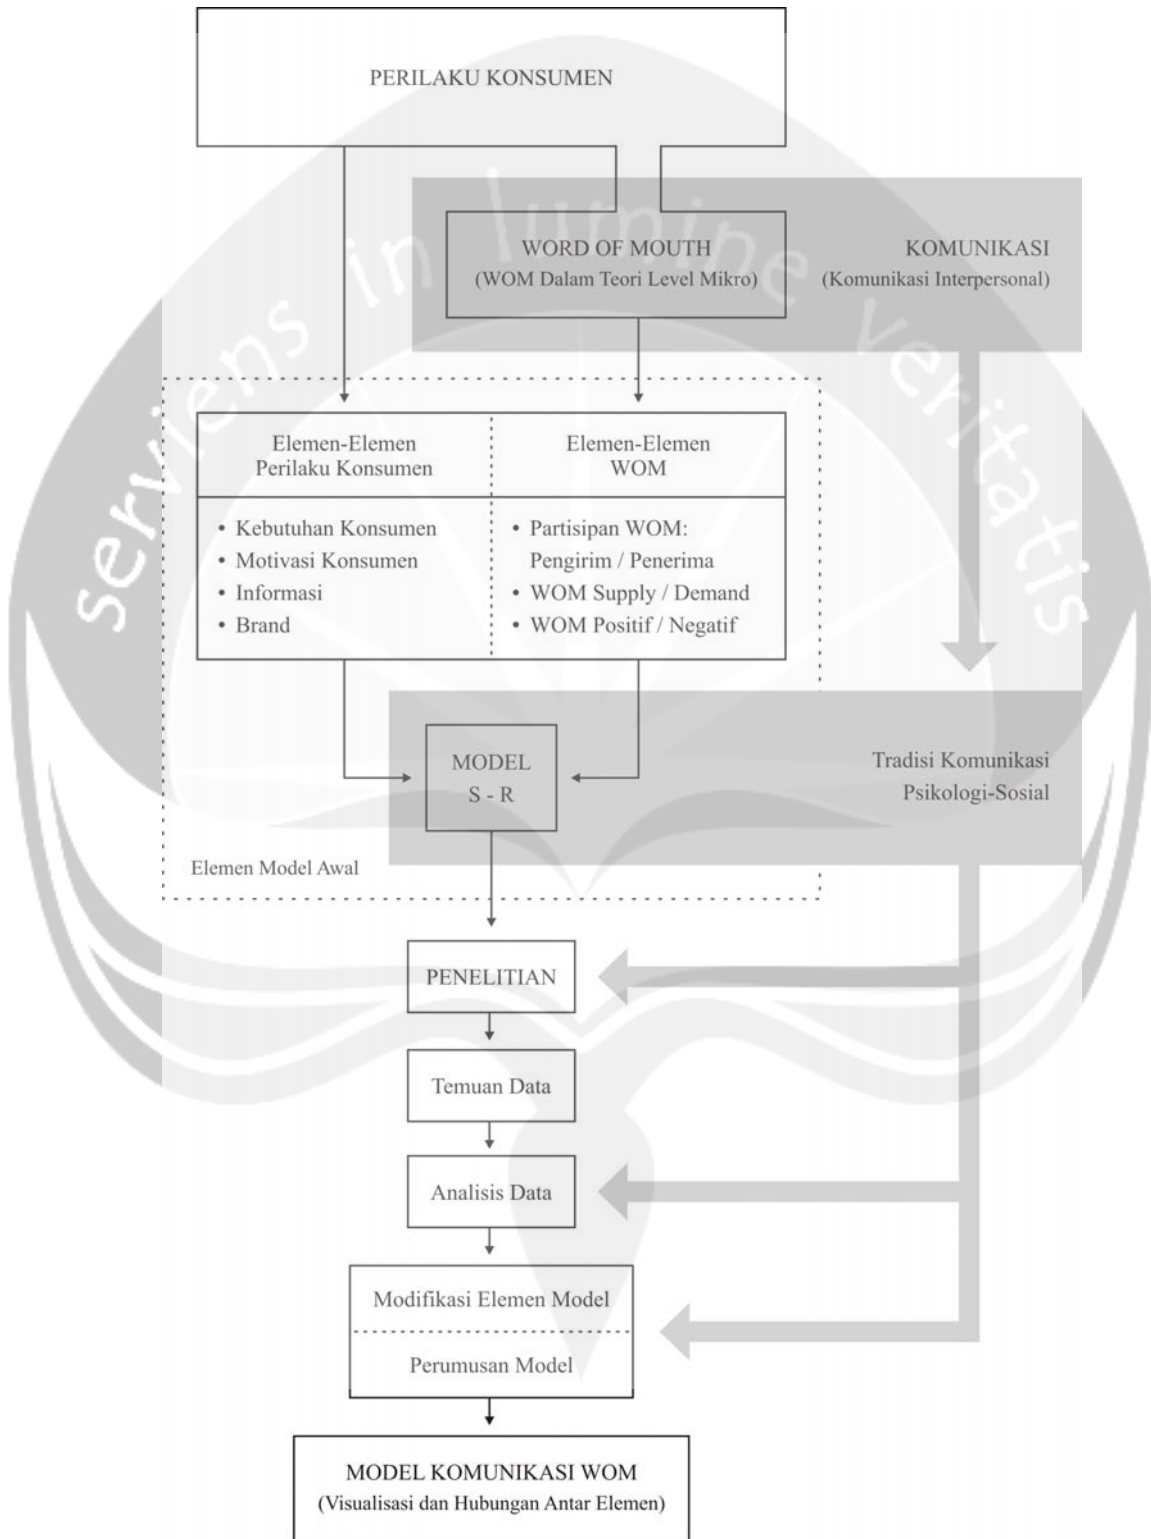 PERILAKU KONSUMEN
WORD OF MOUTH
(WOM Dalam Teori Level Mikro)
KOMUNIKASI
(Komunikasi Interpersonal)
serviens in lumine veritatis
Elemen-Elemen
Perilaku Konsumen
Elemen-Elemen
WOM
• Kebutuhan Konsumen
• Motivasi Konsumen
• Informasi
• Brand
• Partisipan WOM:
Pengirim / Penerima
• WOM Supply / Demand
• WOM Positif / Negatif
MODEL
S - R
Tradisi Komunikasi
Psikologi-Sosial
Elemen Model Awal
PENELITIAN
Temuan Data
Analisis Data
Modifikasi Elemen Model
Perumusan Model
MODEL KOMUNIKASI WOM
(Visualisasi dan Hubungan Antar Elemen)